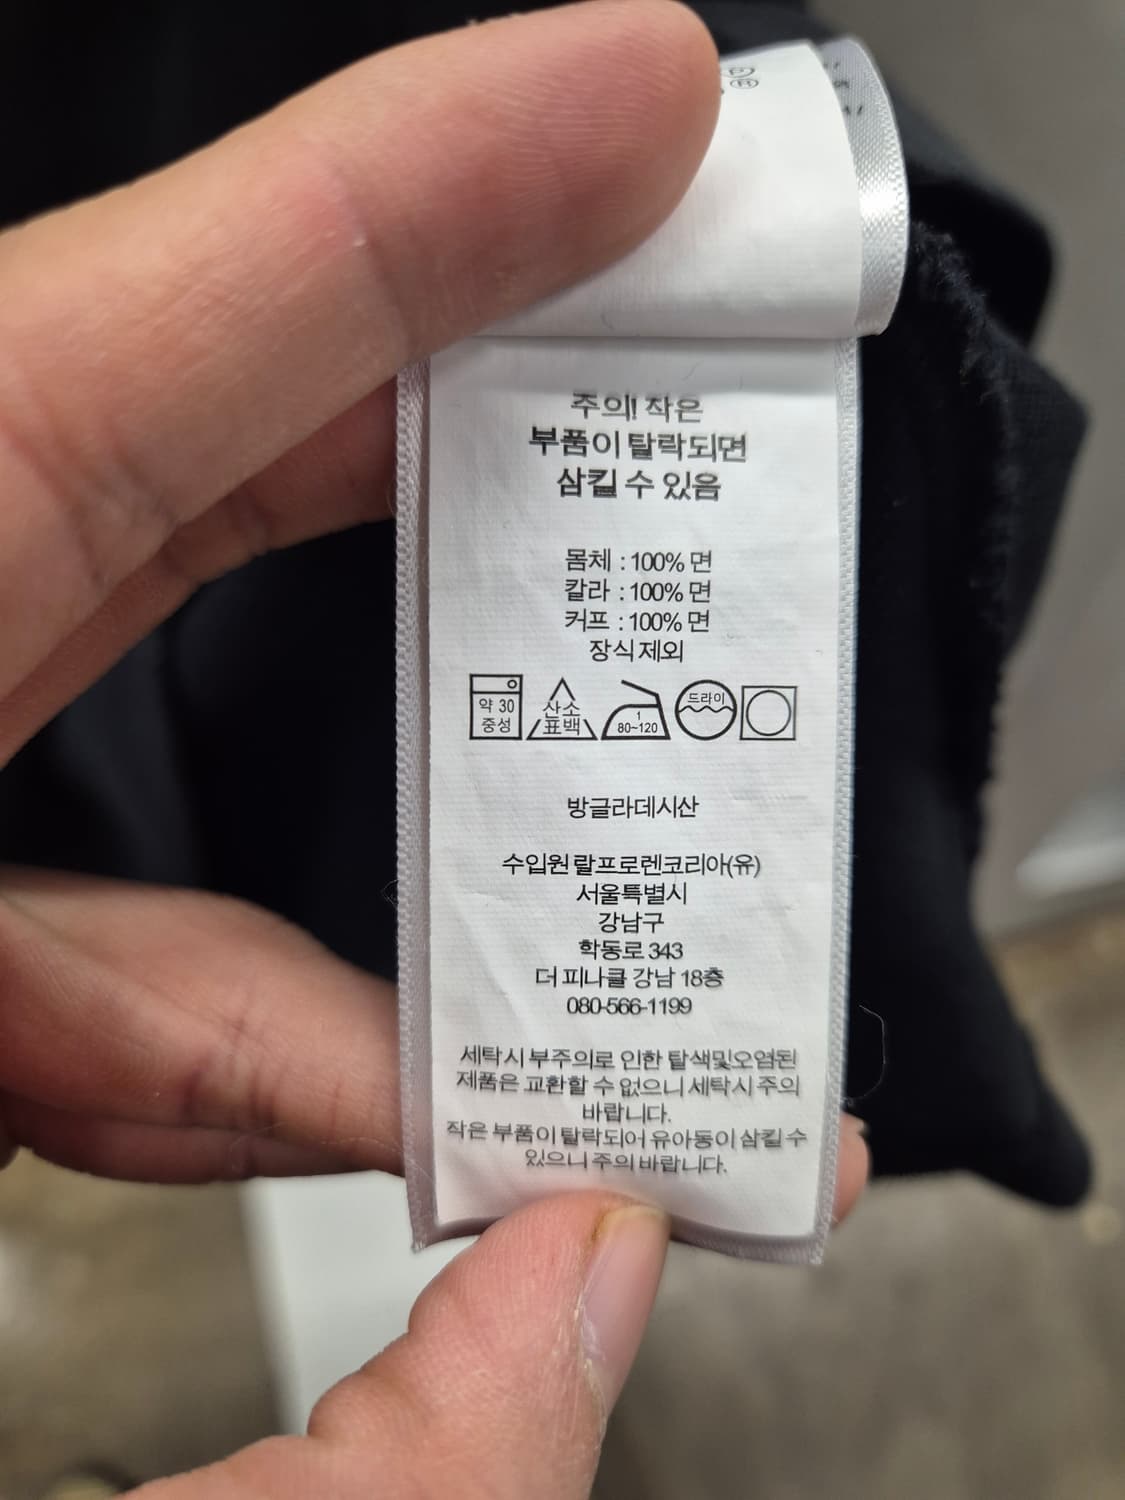 주의! 작은
부품이 탈락되면
삼킬 수 있음
몸체 : 100% 면
칼라 : 100% 면
커프 : 100% 면
장식 제외
약 30
중성
산소
표백
1
80~120
드라이
방글라데시산
수입원 랄프로렌코리아(유)
서울특별시
강남구
학동로 343
더 피나클 강남 18층
080-566-1199
세탁시 부주의로 인한 탈색및오염된
제품은 교환할 수 없으니 세탁시 주의
바랍니다.
작은 부품이 탈락되어 유아동이 삼킬 수
있으니 주의 바랍니다.